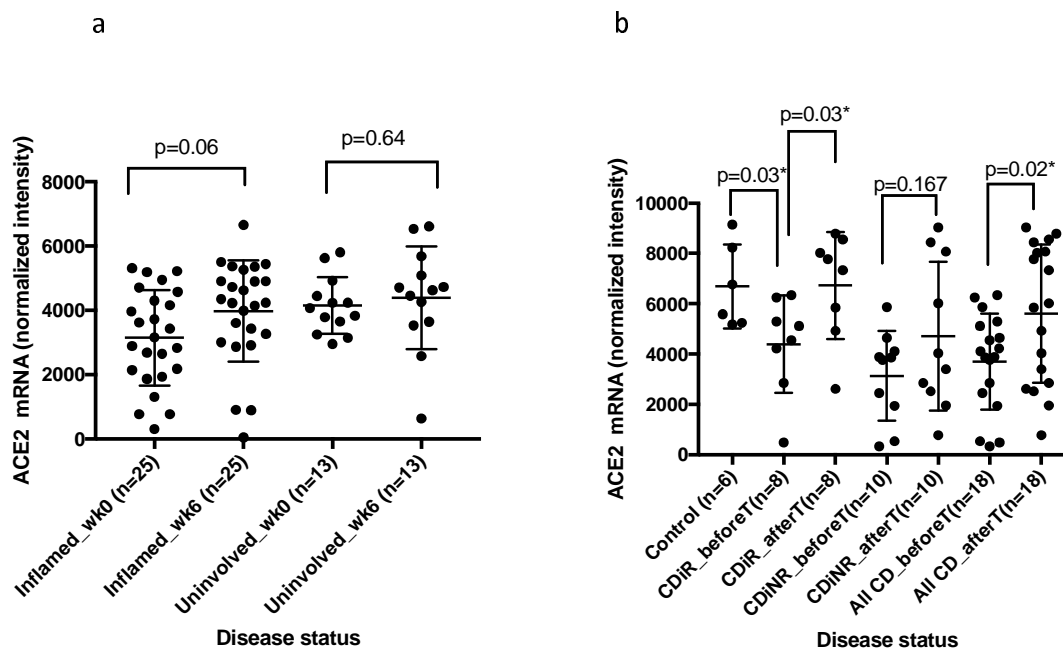 a
p=0.06
p=0.64
ACE2 mRNA (normalized intensity)
8000
6000
4000
2000
0
Inflamed_wk0 (n=25)
Inflamed_wk6 (n=25)
Uninvolved_wk0 (n=13)
Uninvolved_wk6 (n=13)
Disease status
b
p=0.03*
p=0.03*
p=0.167
p=0.02*
ACE2 mRNA (normalized intensity)
10000
8000
6000
4000
2000
0
Control (n=6)
CDiR_beforeT(n=8)
CDiR_afterT(n=8)
CDiNR_beforeT(n=10)
CDiNR_afterT(n=10)
All CD_beforeT(n=18)
All CD_afterT(n=18)
Disease status